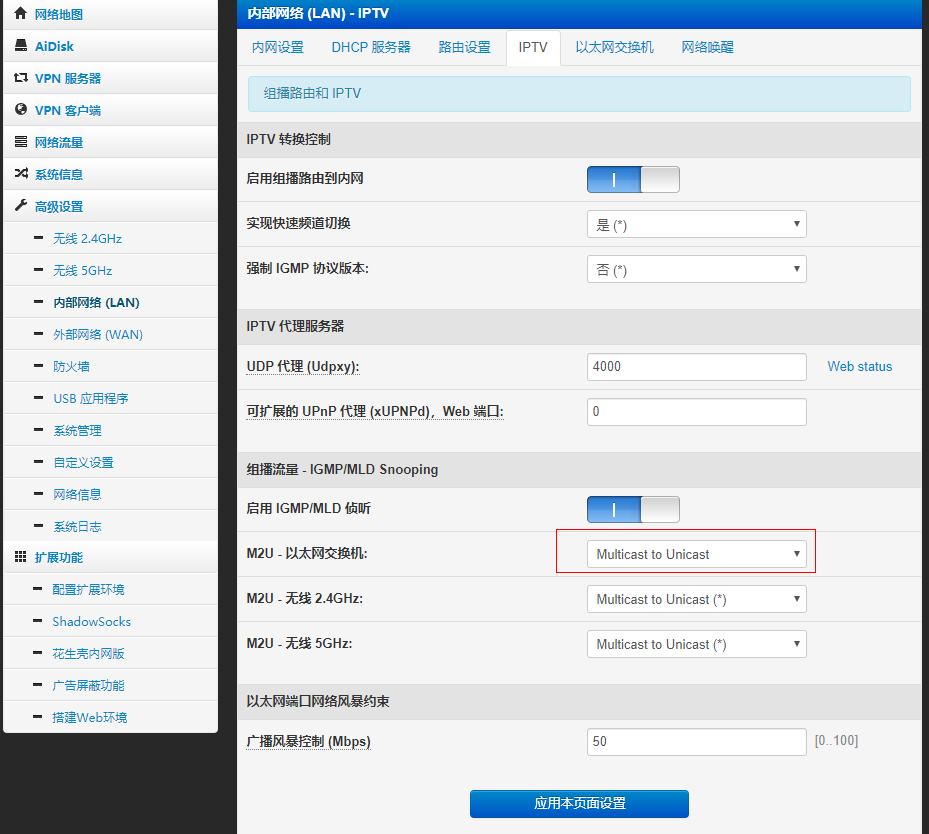 网络地图
AiDisk
VPN 服务器
VPN 客户端
网络流量
系统信息
高级设置
无线 2.4GHz
无线 5GHz
内部网络 (LAN)
外部网络 (WAN)
防火墙
USB 应用程序
系统管理
自定义设置
网络信息
系统日志
扩展功能
配置扩展环境
ShadowSocks
花生壳内网版
广告屏蔽功能
搭建Web环境
内部网络 (LAN) - IPTV
内网设置 DHCP 服务器 路由设置 IPTV 以太网交换机 网络唤醒
组播路由和 IPTV
IPTV 转换控制
启用组播路由到内网
实现快速频道切换 是 (*)
强制 IGMP 协议版本: 否 (*)
IPTV 代理服务器
UDP 代理 (Udpxy): 4000 Web status
可扩展的 UPnP 代理 (xUPNPd)，Web 端口: 0
组播流量 - IGMP/MLD Snooping
启用 IGMP/MLD 侦听
M2U - 以太网交换机: Multicast to Unicast
M2U - 无线 2.4GHz: Multicast to Unicast (*)
M2U - 无线 5GHz: Multicast to Unicast (*)
以太网端口网络风暴约束
广播风暴控制 (Mbps) 50 [0..100]
应用本页面设置